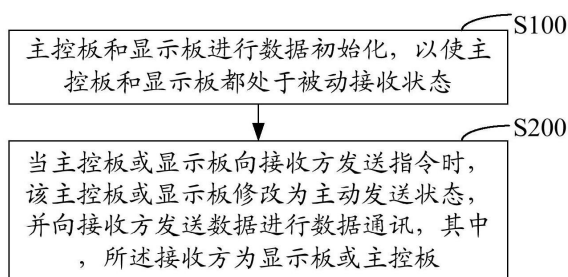 S100
主控板和显示板进行数据初始化，以使主
控板和显示板都处于被动接收状态
S200
当主控板或显示板向接收方发送指令时，
该主控板或显示板修改为主动发送状态，
并向接收方发送数据进行数据通讯，其中
，所述接收方为显示板或主控板